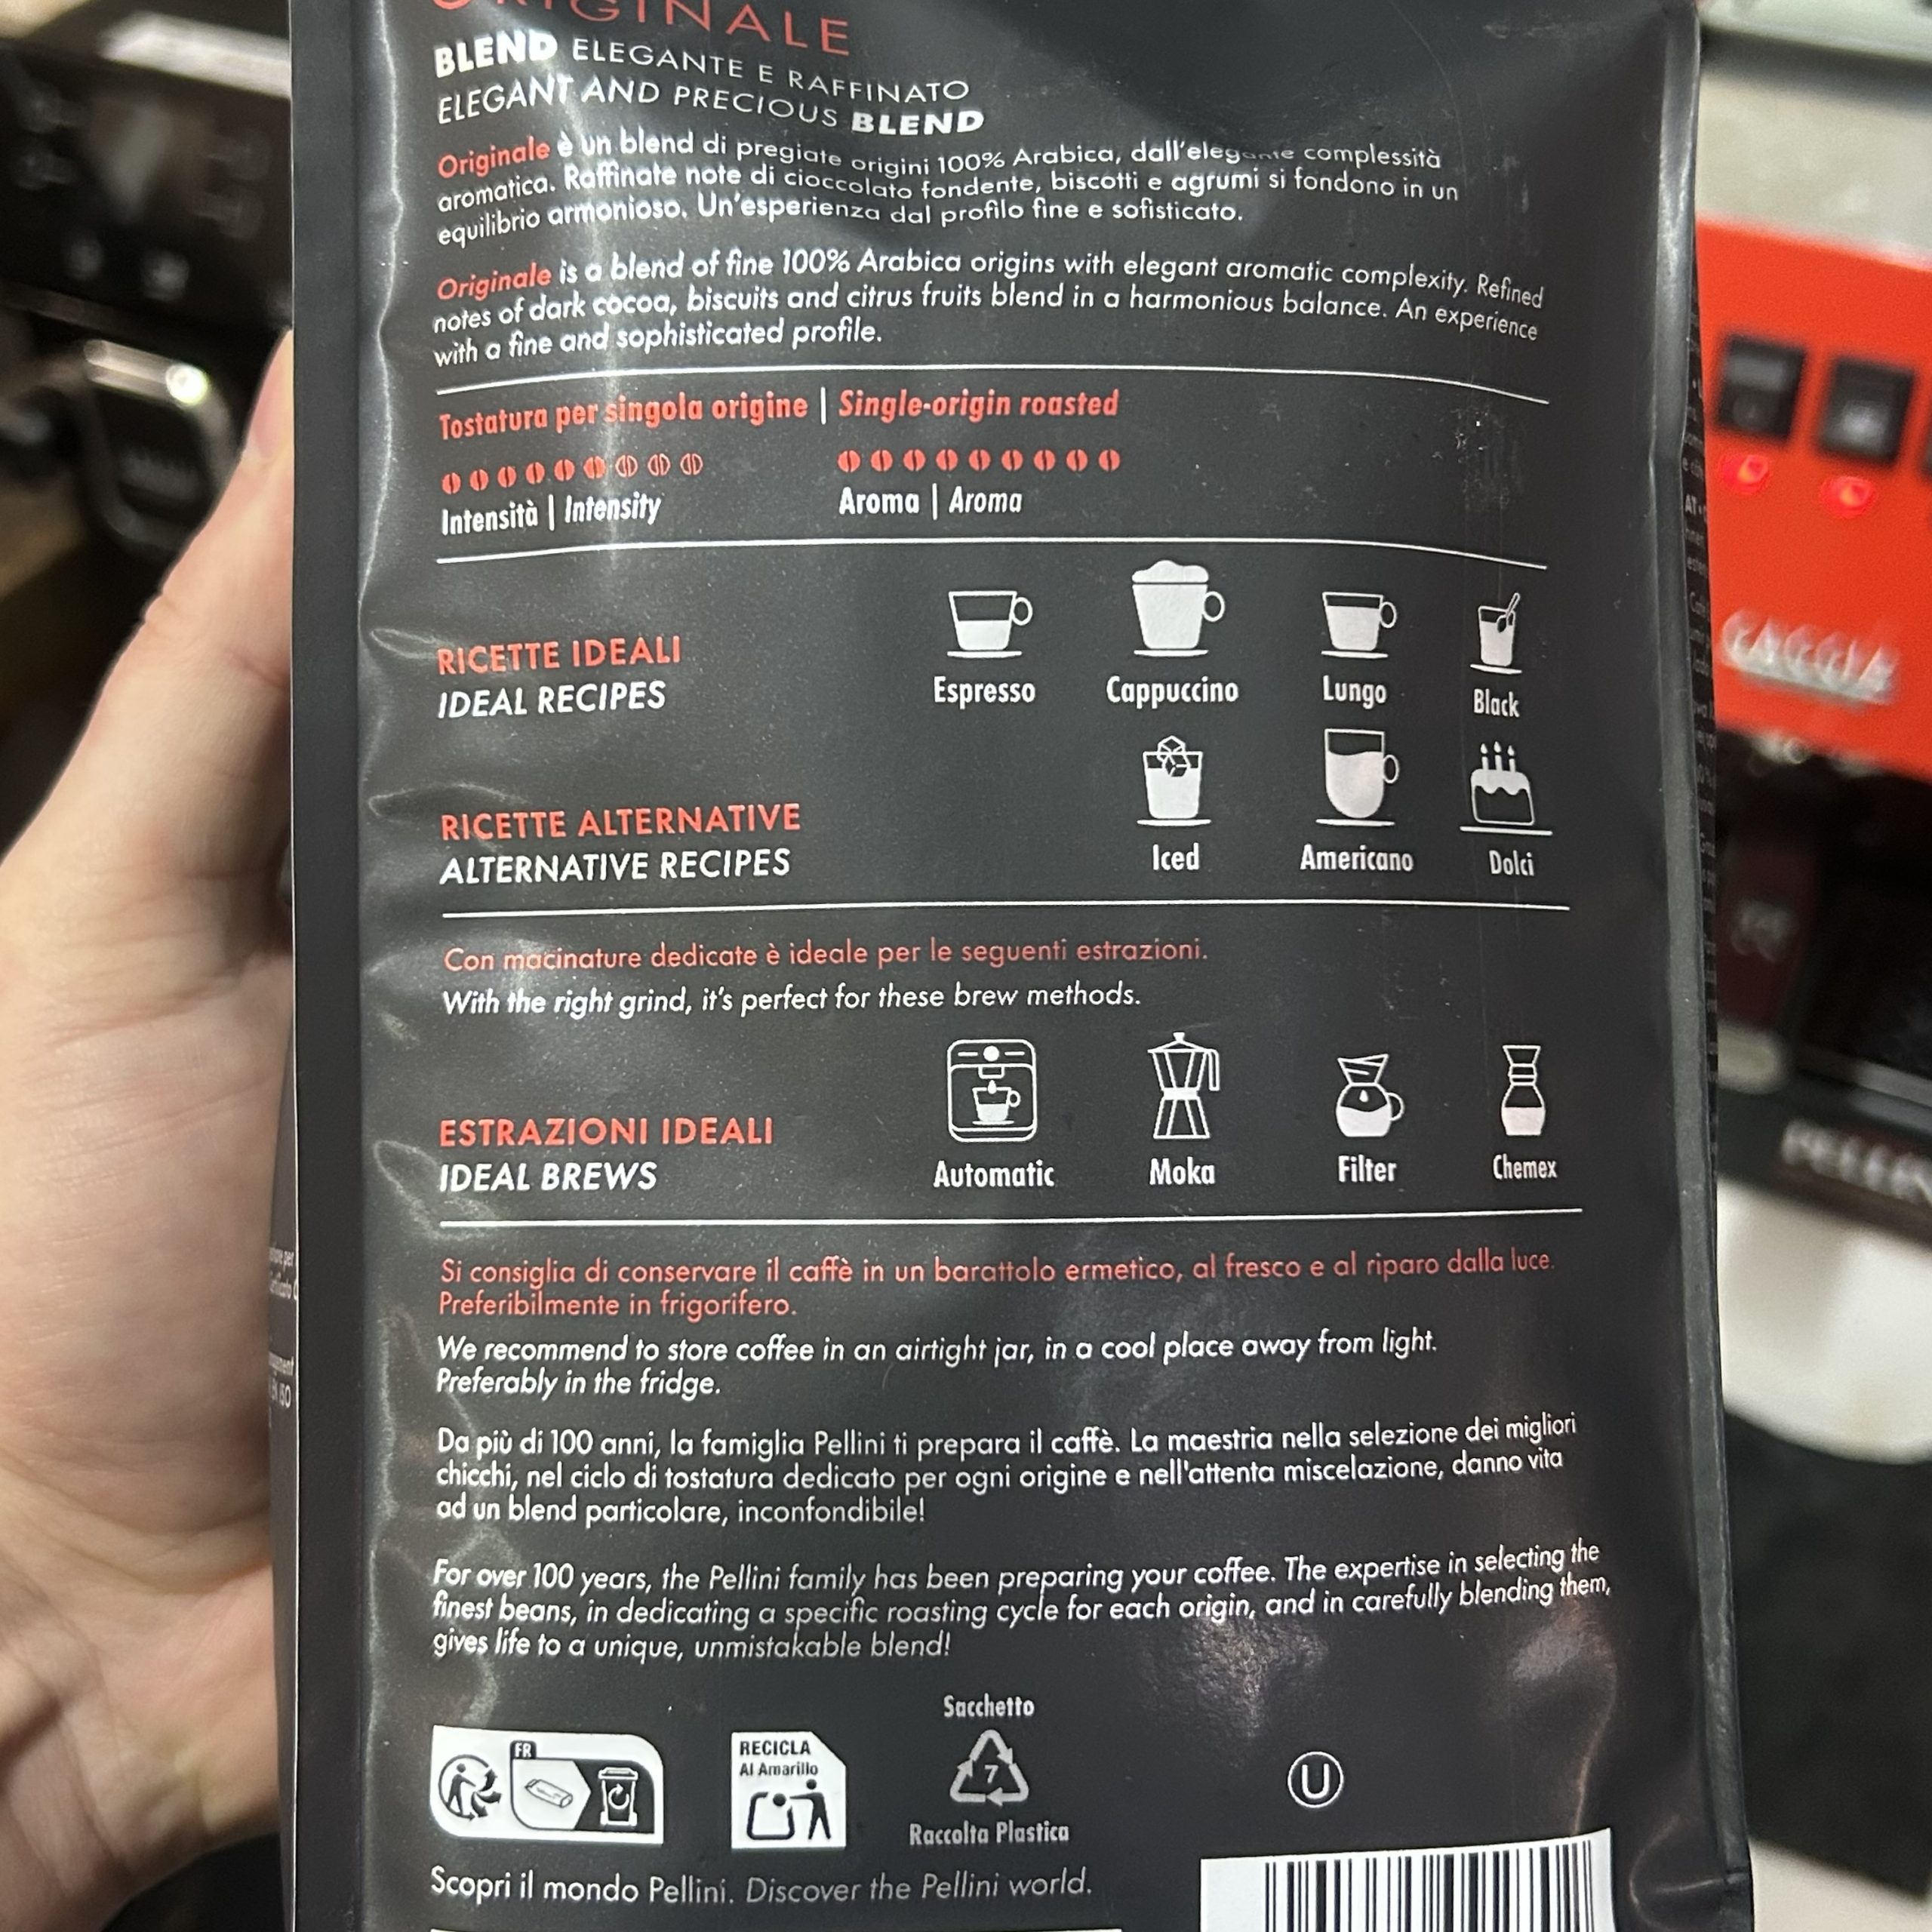 ORIGINALE
BLEND ELEGANTE E RAFFINATO
ELEGANT AND PRECIOUS BLEND
Originale è un blend di pregiate origini 100% Arabica, dall'elegante complessità
aromatica. Raffinate note di cioccolato fondente, biscotti e agrumi si fondono in un
equilibrio armonioso. Un'esperienza dal profilo fine e sofisticato.
Originale is a blend of fine 100% Arabica origins with elegant aromatic complexity. Refined
notes of dark cocoa, biscuits and citrus fruits blend in a harmonious balance. An experience
with a fine and sophisticated profile.
Tostatura per singola origine | Single-origin roasted
Intensità | Intensity
Aroma | Aroma
RICETTE IDEALI
IDEAL RECIPES
Espresso
Cappuccino
Lungo
Black
RICETTE ALTERNATIVE
ALTERNATIVE RECIPES
Iced
Americano
Dolci
Con macinature dedicate è ideale per le seguenti estrazioni.
With the right grind, it's perfect for these brew methods.
ESTRAZIONI IDEALI
IDEAL BREWS
Automatic
Moka
Filter
Chemex
Si consiglia di conservare il caffè in un barattolo ermetico, al fresco e al riparo dalla luce.
Preferibilmente in frigorifero.
We recommend to store coffee in an airtight jar, in a cool place away from light.
Preferably in the fridge.
Da più di 100 anni, la famiglia Pellini ti prepara il caffè. La maestria nella selezione dei migliori
chicchi, nel ciclo di tostatura dedicato per ogni origine e nell'attenta miscelazione, danno vita
ad un blend particolare, inconfondibile!
For over 100 years, the Pellini family has been preparing your coffee. The expertise in selecting the
finest beans, in dedicating a specific roasting cycle for each origin, and in carefully blending them,
gives life to a unique, unmistakable blend!
FR
RECICLA
Al Amarillo
Sacchetto
7
Raccolta Plastica
U
Scopri il mondo Pellini. Discover the Pellini world.
GAGGIA